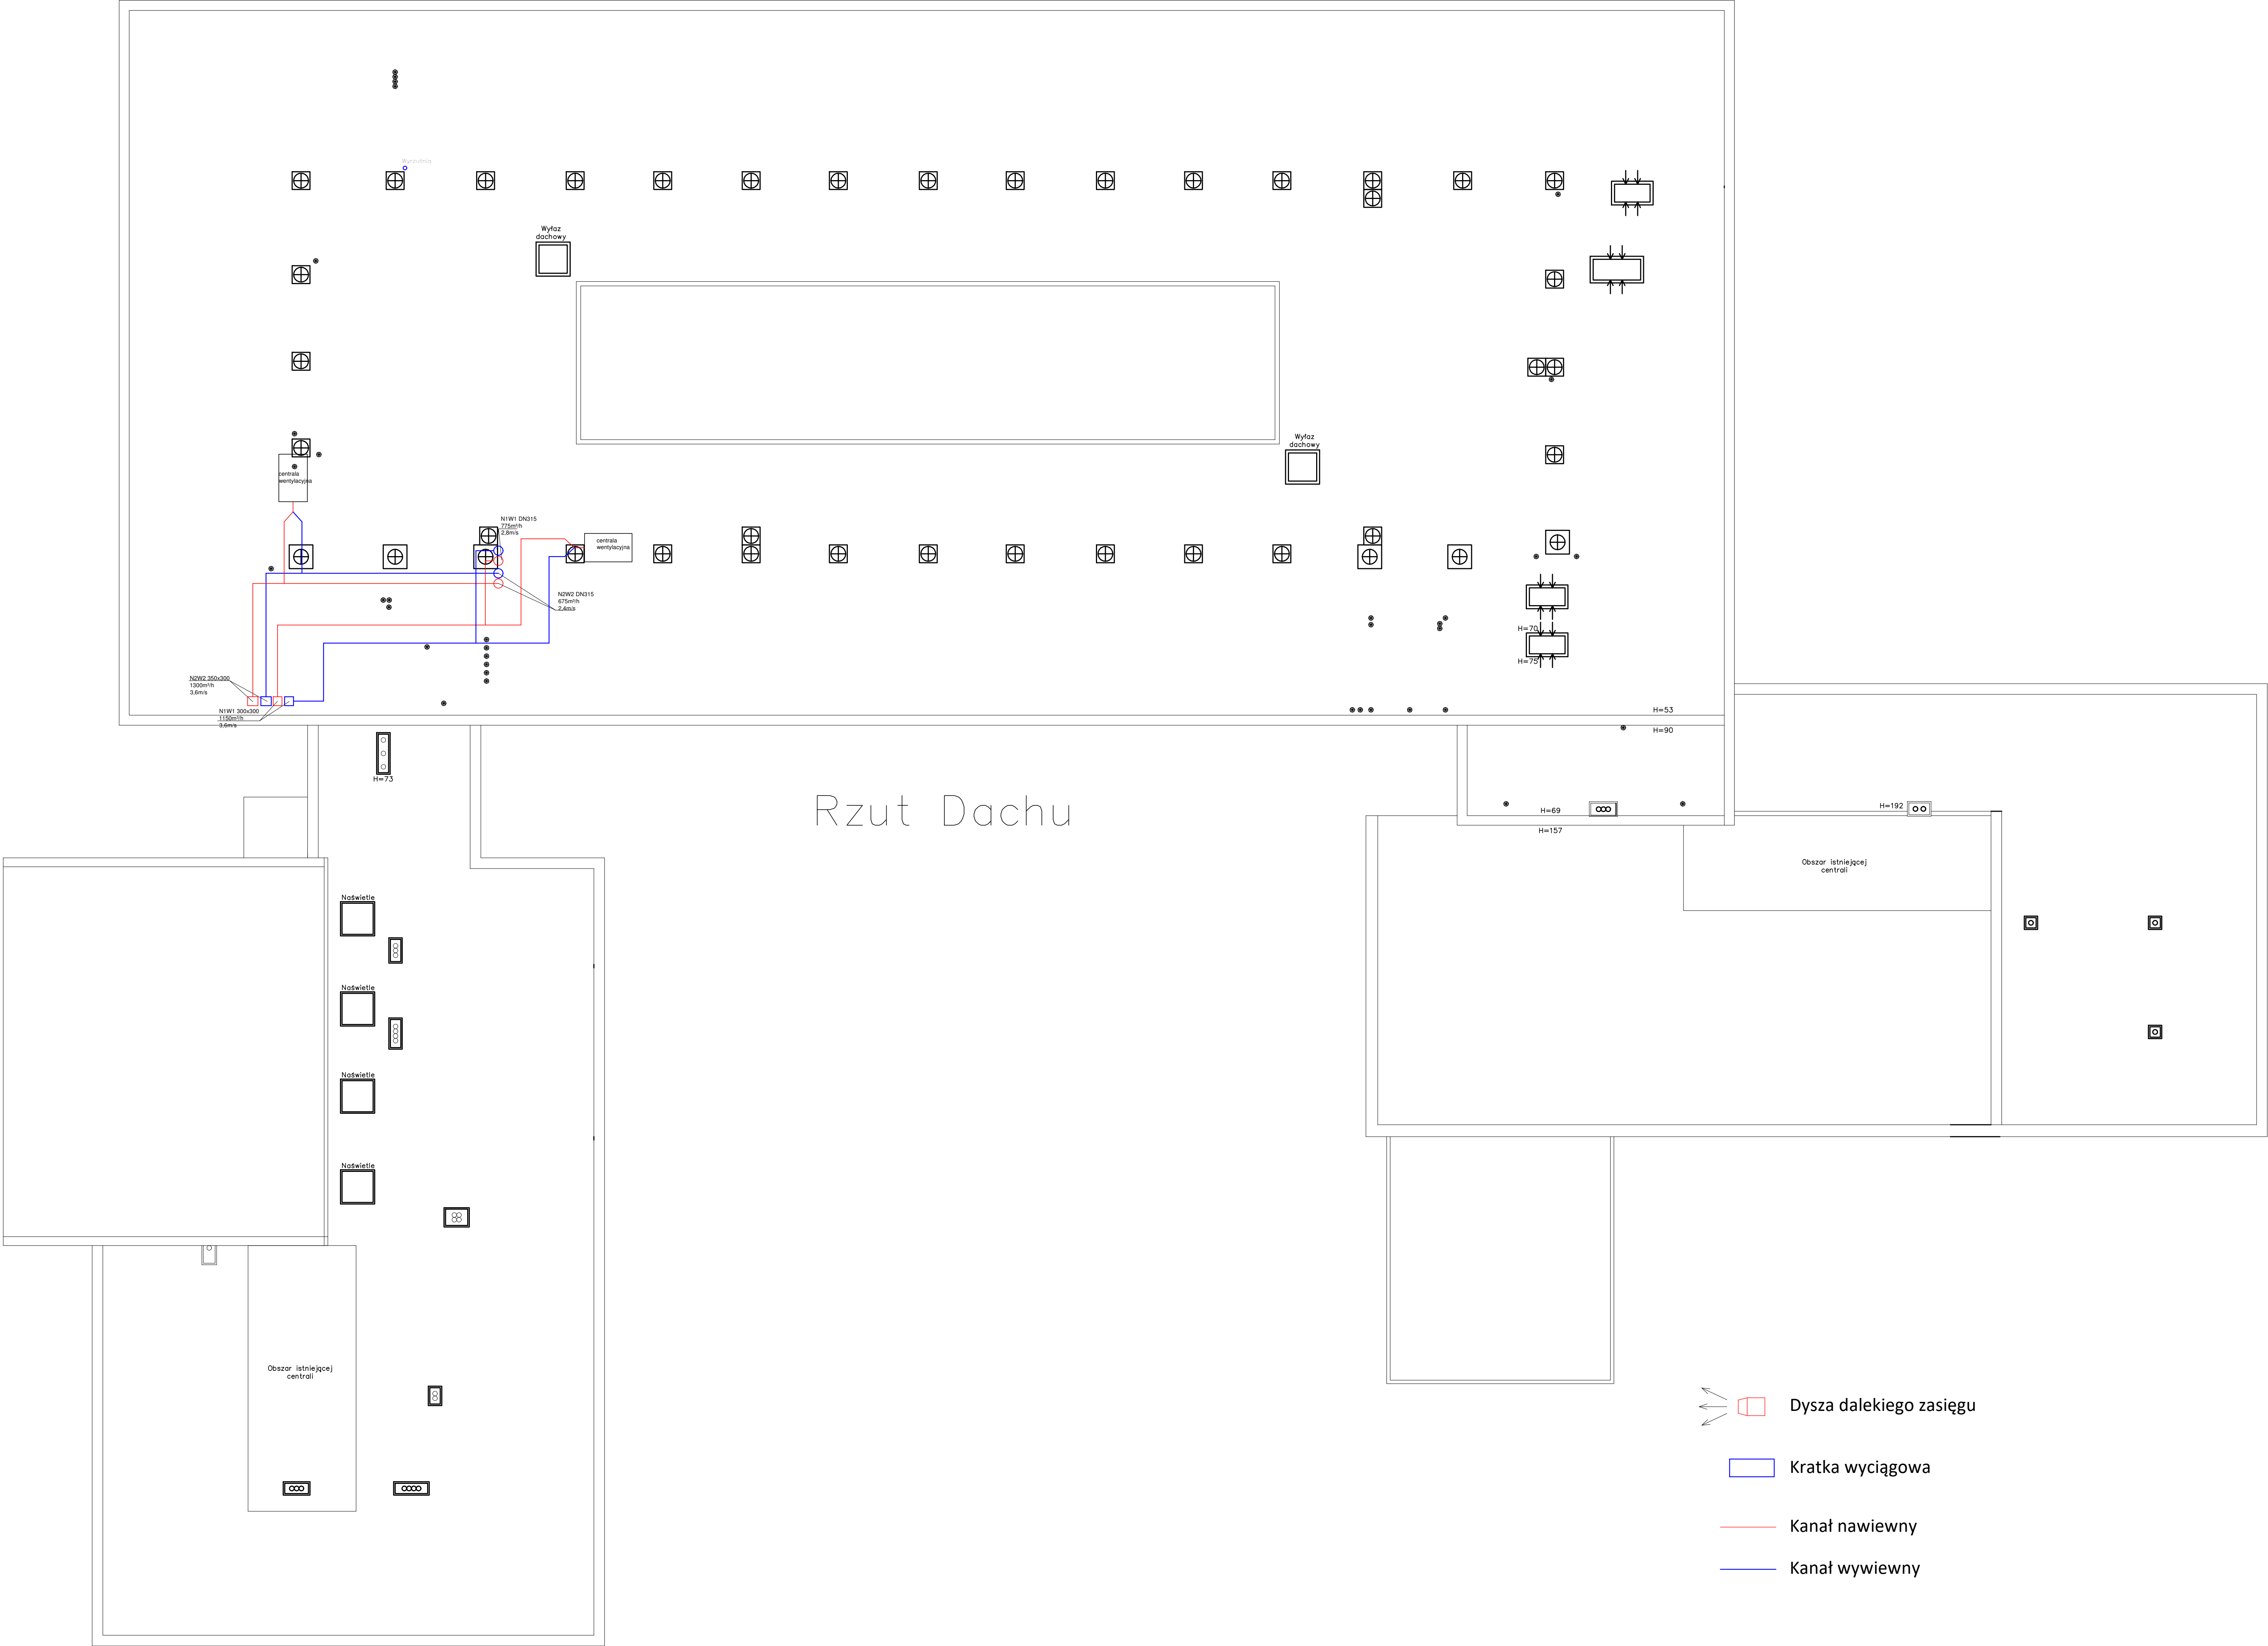 Wyrzutnia
Wyłaz
dachowy
Wyłaz
dachowy
centrala
wentylacyjna
N1W1 DN315
775m³/h
2,8m/s
centrala
wentylacyjna
N2W2 DN315
675m³/h
2,4m/s
H=70
H=75
N2W2 350x300
1300m³/h
3,6m/s
N1W1 300x300
1150m³/h
3,6m/s
H=53
H=90
H=73
Rzut Dachu
H=69
H=157
H=192
Obszar istniejącej
centrali
Naświetle
Naświetle
Naświetle
Naświetle
Obszar istniejącej
centrali
Dysza dalekiego zasięgu
Kratka wyciągowa
Kanał nawiewny
Kanał wywiewny